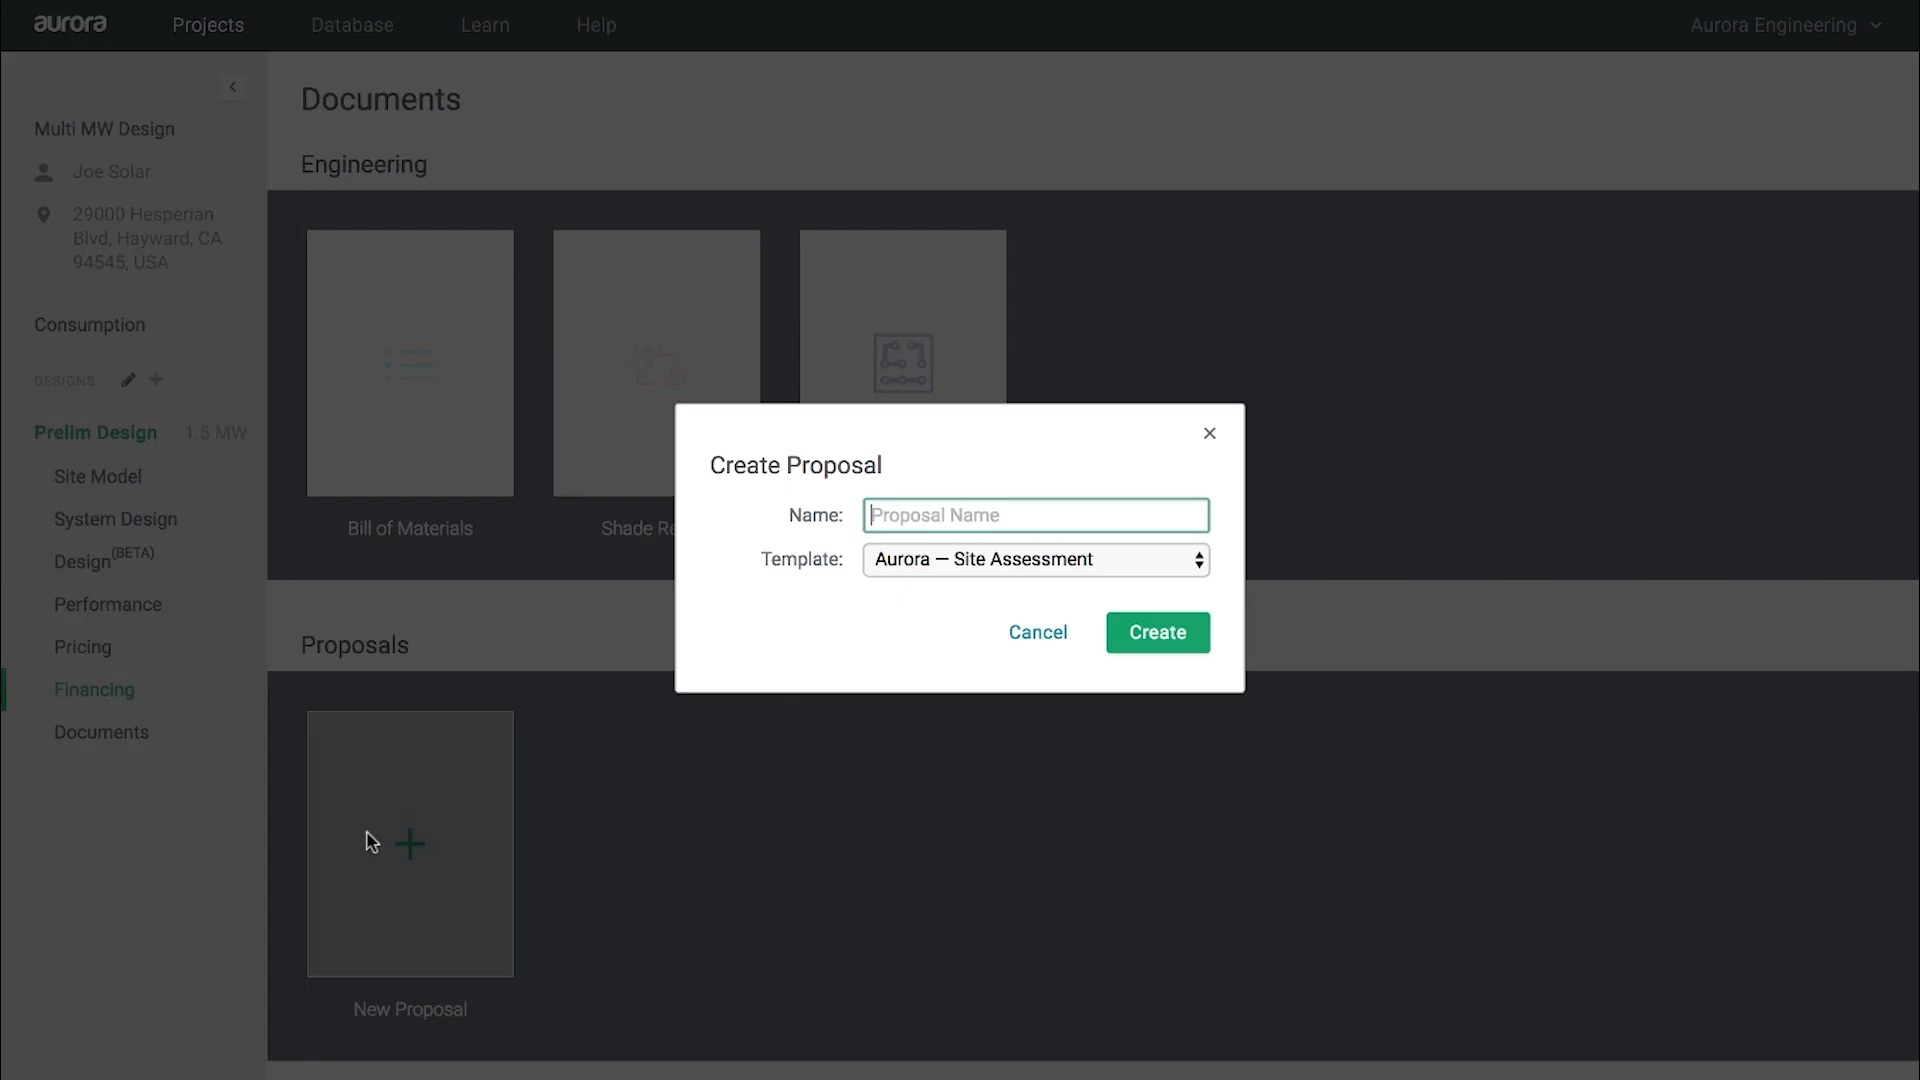 aurora
Projects
Database
Learn
Help
Aurora Engineering
Multi MW Design
Joe Solar
29000 Hesperian
Blvd, Hayward, CA
94545, USA
Consumption
DESIGNS
Prelim Design 1.5 MW
Site Model
System Design
Design(BETA)
Performance
Pricing
Financing
Documents
Documents
Engineering
Bill of Materials
Shade Re
Create Proposal
Name: Proposal Name
Template: Aurora — Site Assessment
Cancel
Create
Proposals
New Proposal